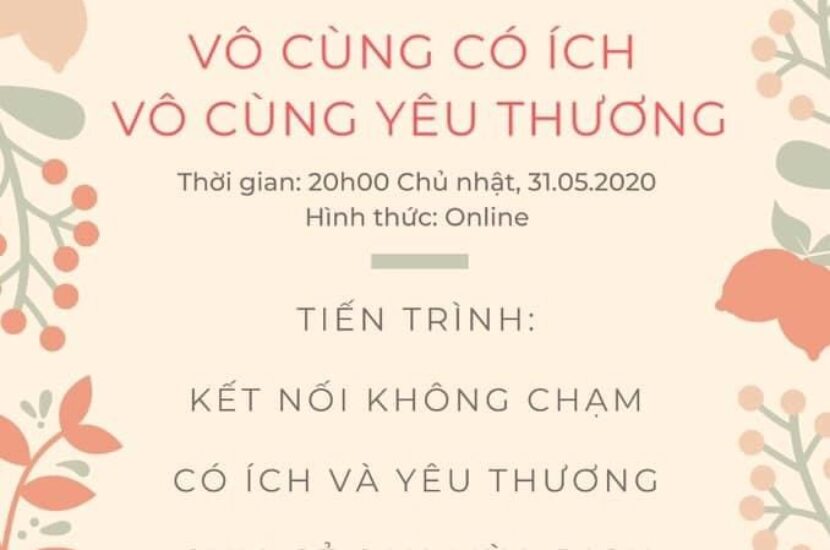 VÔ CÙNG CÓ ÍCH
VÔ CÙNG YÊU THƯƠNG
Thời gian: 20h00 Chủ nhật, 31.05.2020
Hình thức: Online
TIẾN TRÌNH:
KẾT NỐI KHÔNG CHẠM
CÓ ÍCH VÀ YÊU THƯƠNG